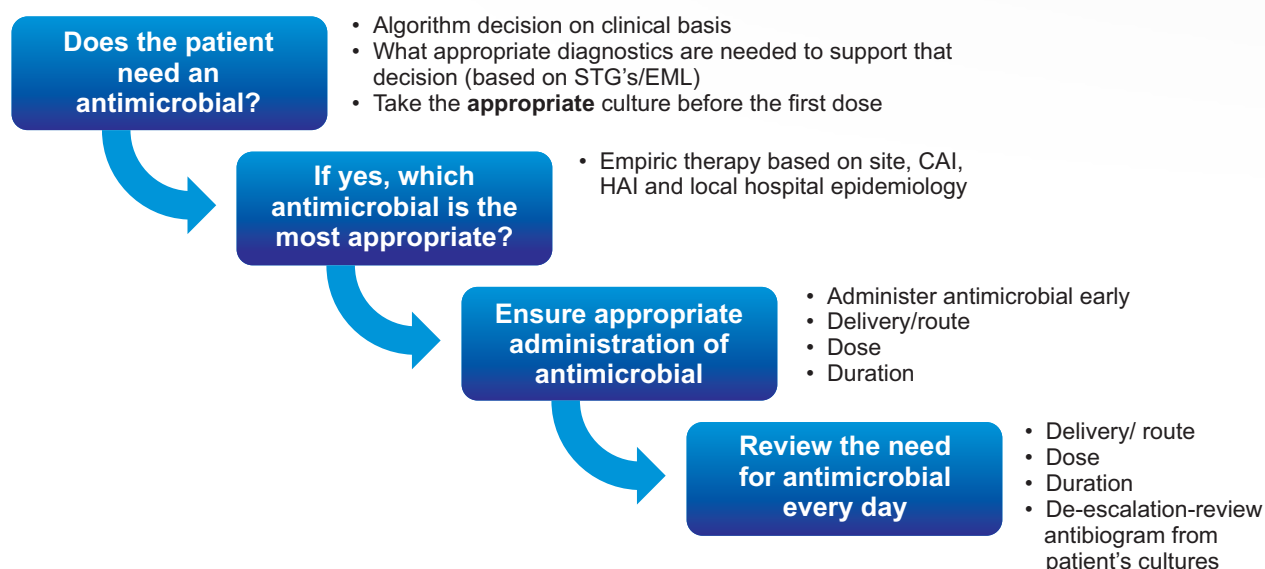 Does the patient
need an
antimicrobial?
• Algorithm decision on clinical basis
• What appropriate diagnostics are needed to support that
decision (based on STG's/EML)
• Take the appropriate culture before the first dose
If yes, which
antimicrobial is the
most appropriate?
• Empiric therapy based on site, CAI,
HAI and local hospital epidemiology
Ensure appropriate
administration of
antimicrobial
• Administer antimicrobial early
• Delivery/route
• Dose
• Duration
Review the need
for antimicrobial
every day
• Delivery/ route
• Dose
• Duration
• De-escalation-review
antibiogram from
patient's cultures